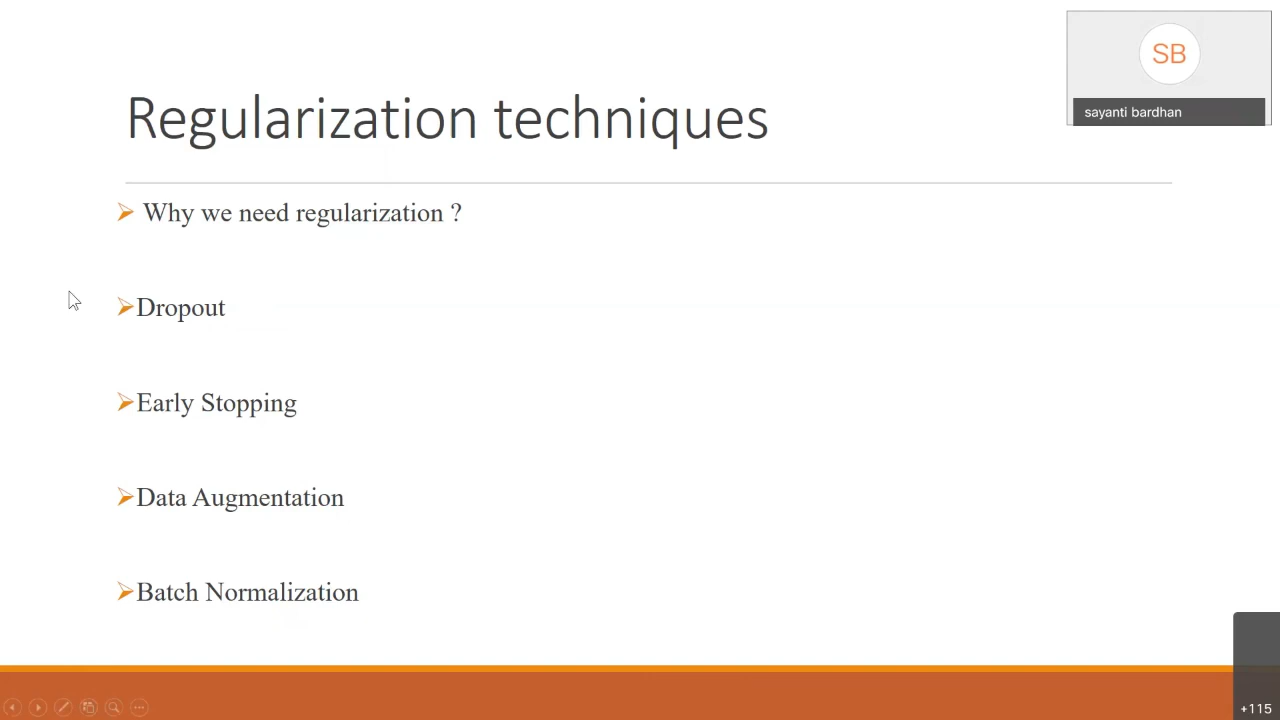 SB
sayanti bardhan
Regularization techniques
Why we need regularization ?
Dropout
Early Stopping
Data Augmentation
Batch Normalization
+115